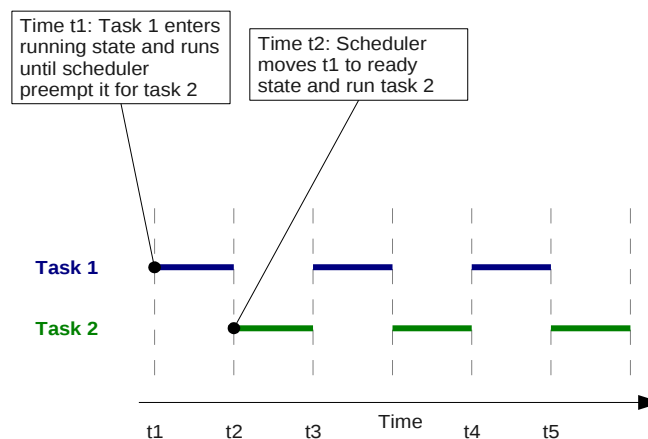 Time t1: Task 1 enters
running state and runs
until scheduler
preempt it for task 2
Time t2: Scheduler
moves t1 to ready
state and run task 2
Task 1
Task 2
t1
t2
t3
Time
t4
t5